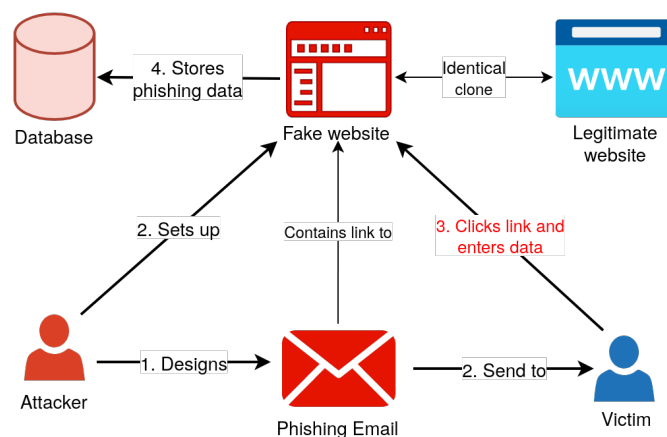 4. Stores
phishing data
Identical
clone
www
Database
Fake website
Legitimate
website
2. Sets up
Contains link to
3. Clicks link and
enters data
1. Designs
2. Send to
Attacker
Phishing Email
Victim